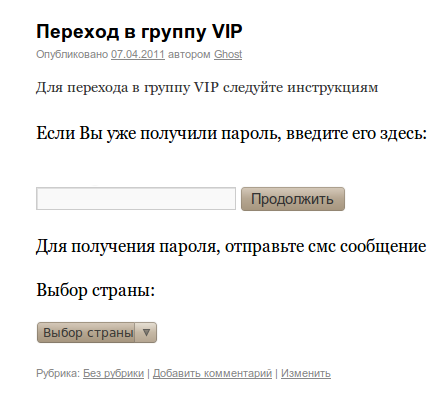 Переход в группу VIP
Опубликовано 07.04.2011 автором Ghost
Для перехода в группу VIP следуйте инструкциям
Если Вы уже получили пароль, введите его здесь:
Продолжить
Для получения пароля, отправьте смс сообщение
Выбор страны:
Выбор страны
Рубрика: Без рубрики | Добавить комментарий | Изменить